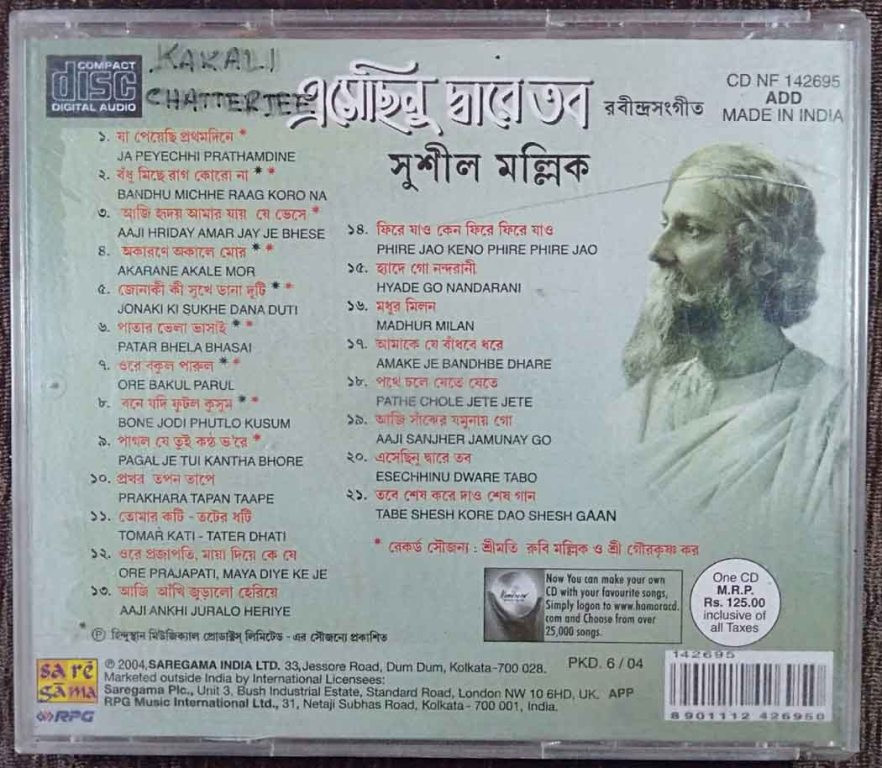 COMPACT
disc
DIGITAL AUDIO
KAKALI
CHATTERJEE
এসেছিনু দ্বারে তব
রবীন্দ্রসংগীত
সুশীল মল্লিক
CD NF 142695
ADD
MADE IN INDIA
১. যা পেয়েছি প্রথমদিনে *
JA PEYECHHI PRATHAMDINE
২. বঁধু মিছে রাগ কোরো না * *
BANDHU MICHHE RAAG KORO NA
৩. আজি হৃদয় আমার যায় যে ভেসে *
AAJI HRIDAY AMAR JAY JE BHESE
৪. অকারণে অকালে মোর * *
AKARANE AKALE MOR
৫. জোনাকী কী সুখে ডানা দুটি * *
JONAKI KI SUKHE DANA DUTI
৬. পাতার ভেলা ভাসাই * *
PATAR BHELA BHASAI
৭. ওরে বকুল পারুল * *
ORE BAKUL PARUL
৮. বনে যদি ফুটল কুসুম * *
BONE JODI PHUTLO KUSUM
৯. পাগল যে তুই কণ্ঠ ভ'রে *
PAGAL JE TUI KANTHA BHORE
১০. প্রখর তপন তাপে
PRAKHARA TAPAN TAAPE
১১. তোমার কটি - তটের ধটি
TOMAR KATI - TATER DHATI
১২. ওরে প্রজাপতি, মায়া দিয়ে কে যে
ORE PRAJAPATI, MAYA DIYE KE JE
১৩. আজি আঁখি জুড়ালো হেরিয়ে
AAJI ANKHI JURALO HERIYE
১৪. ফিরে যাও কেন ফিরে ফিরে যাও
PHIRE JAO KENO PHIRE PHIRE JAO
১৫. হ্যাদে গো নন্দরানী
HYADE GO NANDARANI
১৬. মধুর মিলন
MADHUR MILAN
১৭. আমাকে যে বাঁধবে ধরে
AMAKE JE BANDHBE DHARE
১৮. পথে চলে যেতে যেতে
PATHE CHOLE JETE JETE
১৯. আজি সাঁঝের যমুনায় গো
AAJI SANJHER JAMUNAY GO
২০. এসেছিনু দ্বারে তব
ESECHHINU DWARE TABO
২১. তবে শেষ করে দাও শেষ গান
TABE SHESH KORE DAO SHESH GAAN
* রেকর্ড সৌজন্য : শ্রীমতি রুবি মল্লিক ও শ্রী গৌরকৃষ্ণ কর
Now You can make your own
CD with your favourite songs,
Simply logon to www.hamaracd.
com and Choose from over
25,000 songs.
One CD
M.R.P.
Rs. 125.00
inclusive of
all Taxes
* ℗ হিন্দুস্থান মিউজিক্যাল প্রোডাক্টস্ লিমিটেড - এর সৌজন্যে প্রকাশিত
saregama
RPG
© 2004, SAREGAMA INDIA LTD. 33, Jessore Road, Dum Dum, Kolkata-700 028.
PKD. 6 / 04
Marketed outside India by International Licensees:
Saregama Plc., Unit 3, Bush Industrial Estate, Standard Road, London NW 10 6HD, UK. APP
RPG Music International Ltd., 31, Netaji Subhas Road, Kolkata - 700 001, India.
142695
8901112 426950